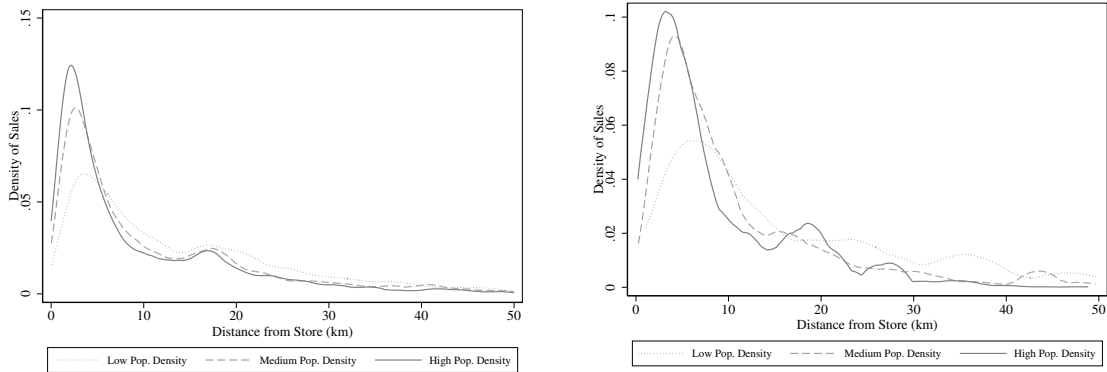 .15
.1
.05
0
Density of Sales
0 10 20 30 40 50
Distance from Store (km)
Low Pop. Density Medium Pop. Density High Pop. Density
.1
.08
.06
.04
.02
0
Density of Sales
0 10 20 30 40 50
Distance from Store (km)
Low Pop. Density Medium Pop. Density High Pop. Density